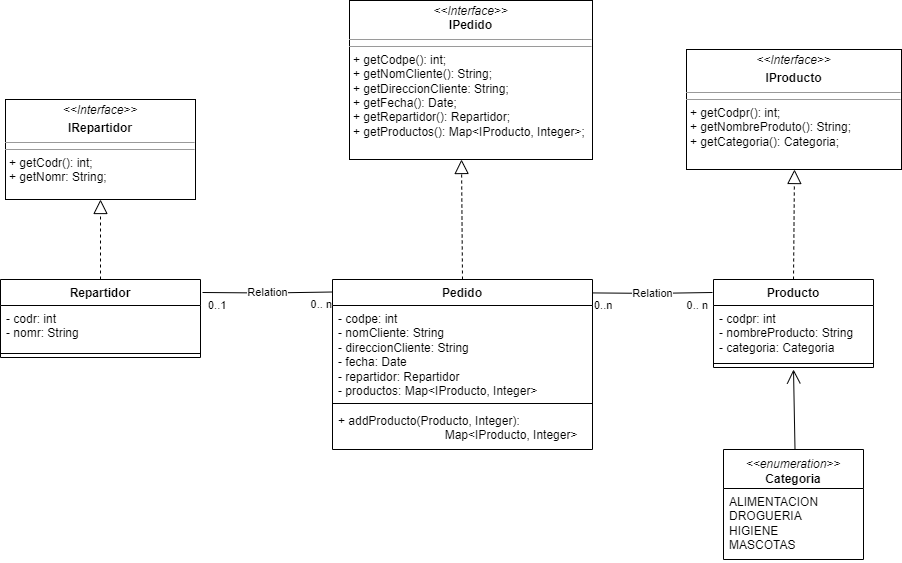 <<Interface>>
IPedido
+ getCodpe(): int;
+ getNomCliente(): String;
+ getDireccionCliente: String;
+ getFecha(): Date;
+ getRepartidor(): Repartidor;
+ getProductos(): Map<IProducto, Integer>;
<<Interface>>
IProducto
+ getCodpr(): int;
+ getNombreProduto(): String;
+ getCategoria(): Categoria;
<<Interface>>
IRepartidor
+ getCodr(): int;
+ getNomr: String;
Repartidor
- codr: int
- nomr: String
0..1
Relation
0.. n
Pedido
- codpe: int
- nomCliente: String
- direccionCliente: String
- fecha: Date
- repartidor: Repartidor
- productos: Map<IProducto, Integer>
+ addProducto(Producto, Integer):
Map<IProducto, Integer>
0..n
Relation
0.. n
Producto
- codpr: int
- nombreProducto: String
- categoria: Categoria
<<enumeration>>
Categoria
ALIMENTACION
DROGUERIA
HIGIENE
MASCOTAS